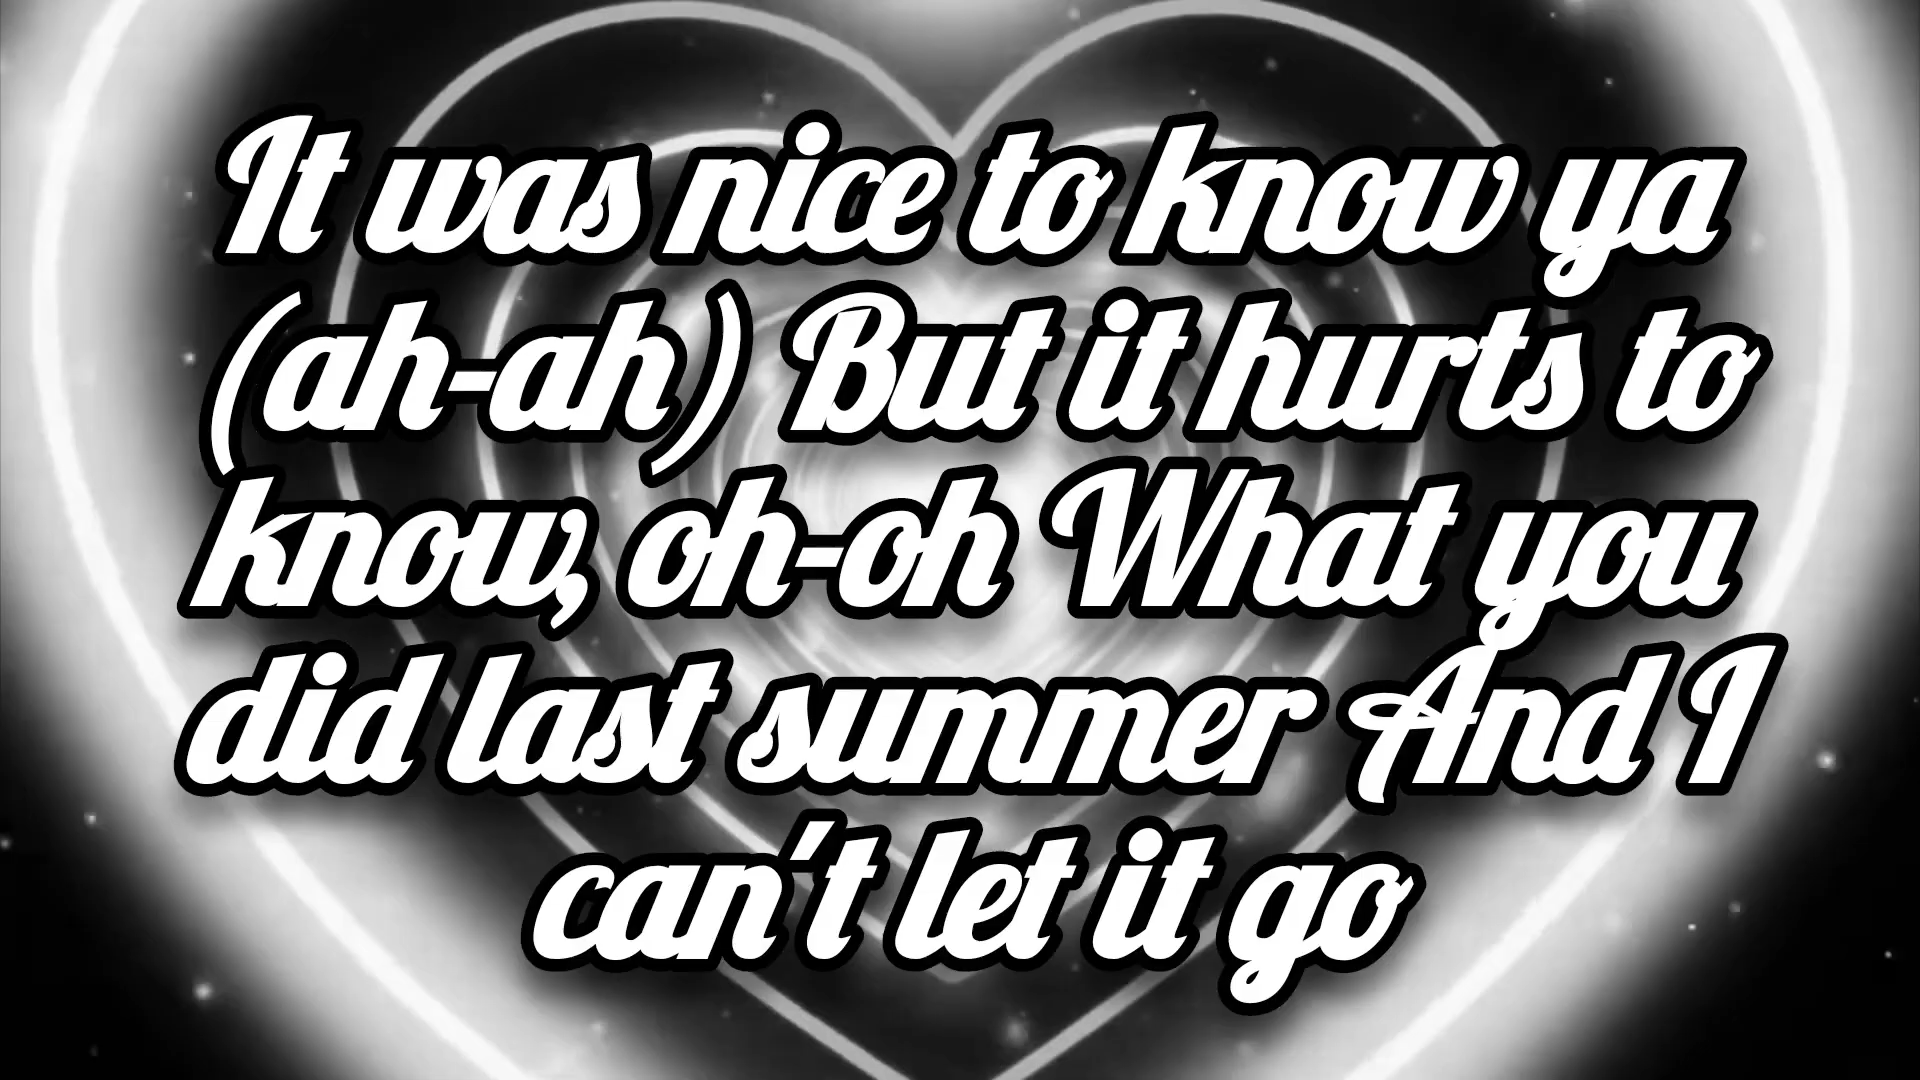 It was nice to know ya
(ah-ah) But it hurts to
know, oh-oh What you
did last summer And I
can't let it go